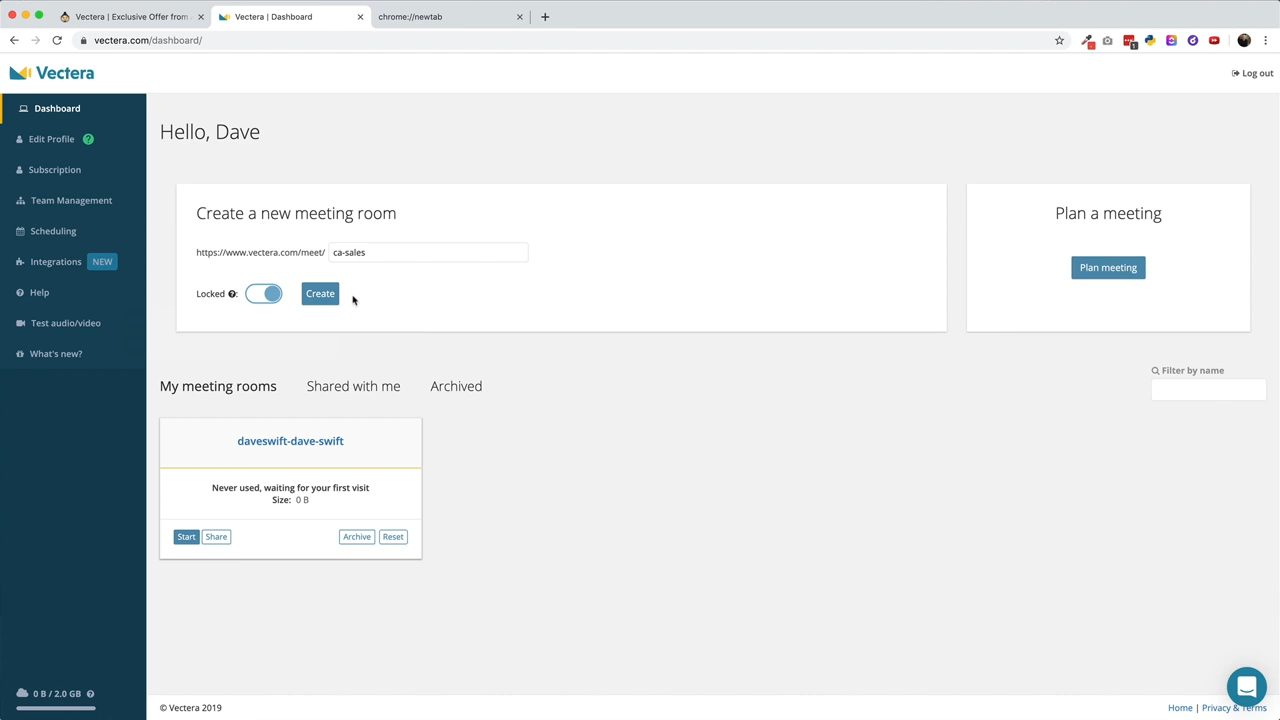 Vectera | Exclusive Offer from
Vectera | Dashboard
chrome://newtab
vectera.com/dashboard/
Vectera
Log out
Dashboard
Edit Profile ?
Subscription
Team Management
Scheduling
Integrations NEW
Help
Test audio/video
What's new?
0 B / 2.0 GB ?
Hello, Dave
Create a new meeting room
https://www.vectera.com/meet/ ca-sales
Locked ?:
Create
Plan a meeting
Plan meeting
My meeting rooms
Shared with me
Archived
Filter by name
daveswift-dave-swift
Never used, waiting for your first visit
Size: 0 B
Start
Share
Archive
Reset
© Vectera 2019
Home | Privacy & Terms